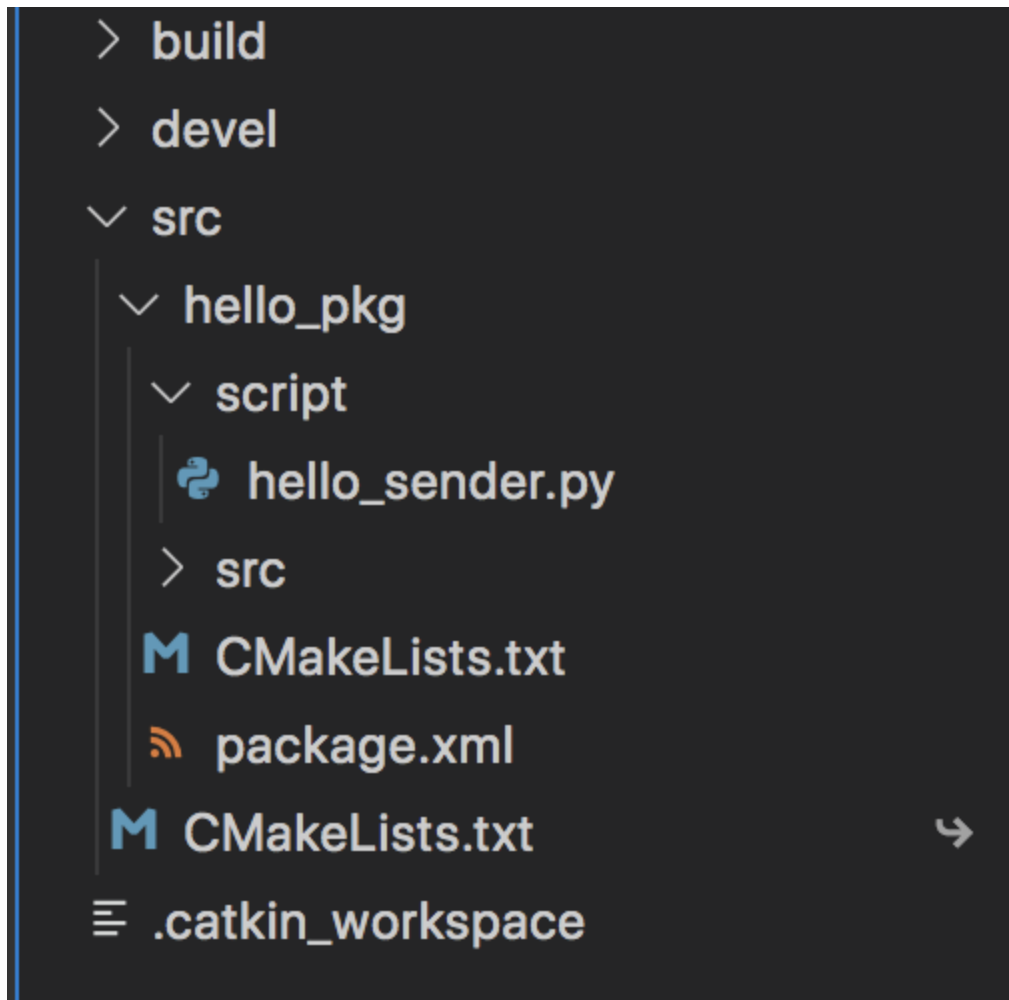 build
devel
src
hello_pkg
script
hello_sender.py
src
CMakeLists.txt
package.xml
CMakeLists.txt
.catkin_workspace